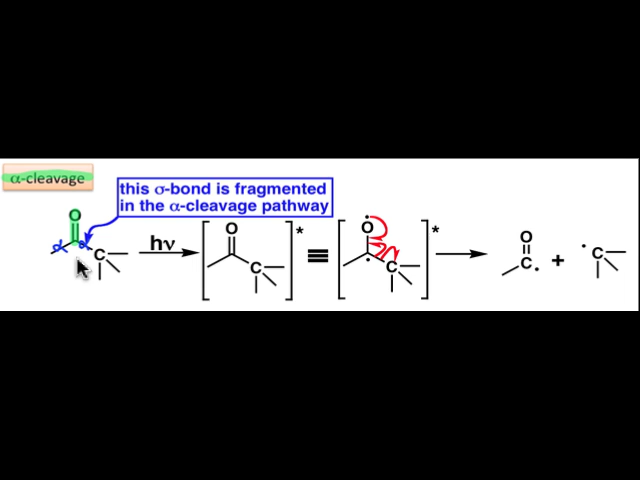 α-cleavage
this σ-bond is fragmented
in the α-cleavage pathway
O
α
α
C
hν
O
C
*
≡
O
C
*
O
C
+
C